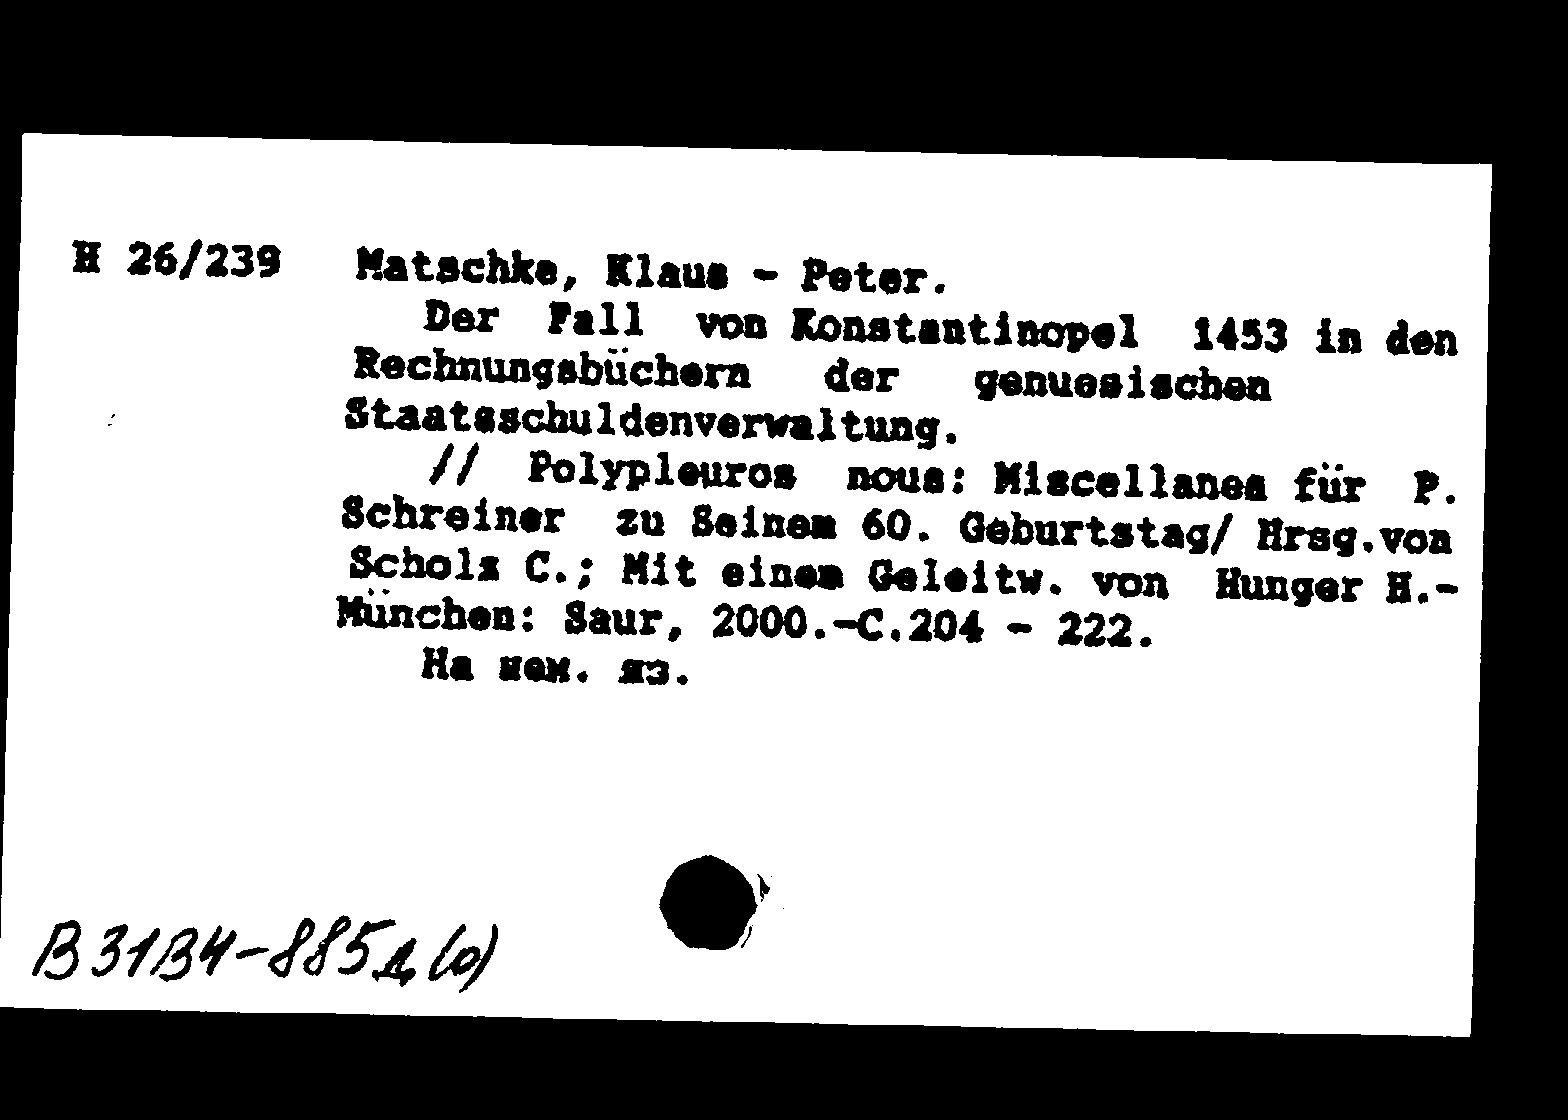 H 26/239 Matschke, Klaus - Peter.
Der Fall von Konstantinopel 1453 in den
Rechnungsbüchern der genuesischen
Staatsschuldenverwaltung.
// Polypleuros nous: Miscellanea für P.
Schreiner zu Seinem 60. Geburtstag/ Hrsg.von
Scholz C.; Mit einem Geleitw. von Hunger H.-
München: Saur, 2000.-C.204 - 222.
На нем. яз.
В31В4-885д(0)